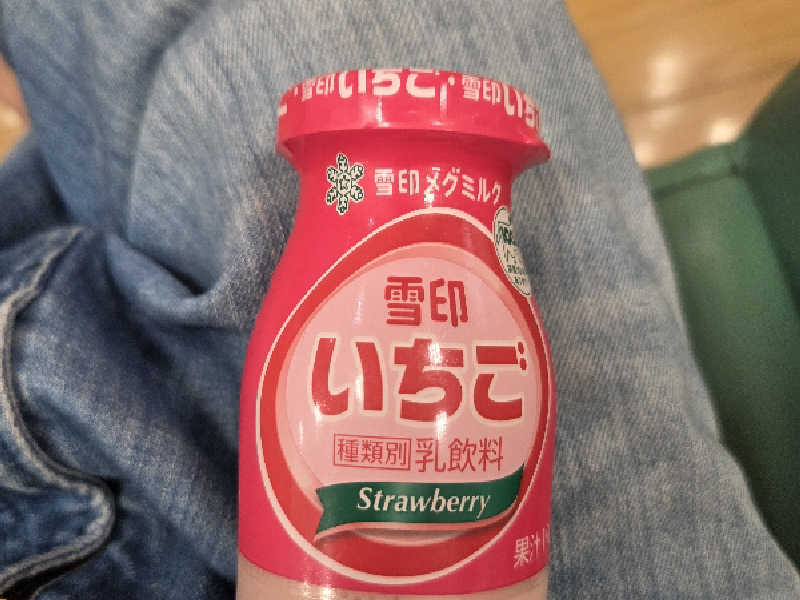 雪印いちご 雪印いち
雪印メグミルク
雪印
いちご
種類別 乳飲料
Strawberry
果汁1